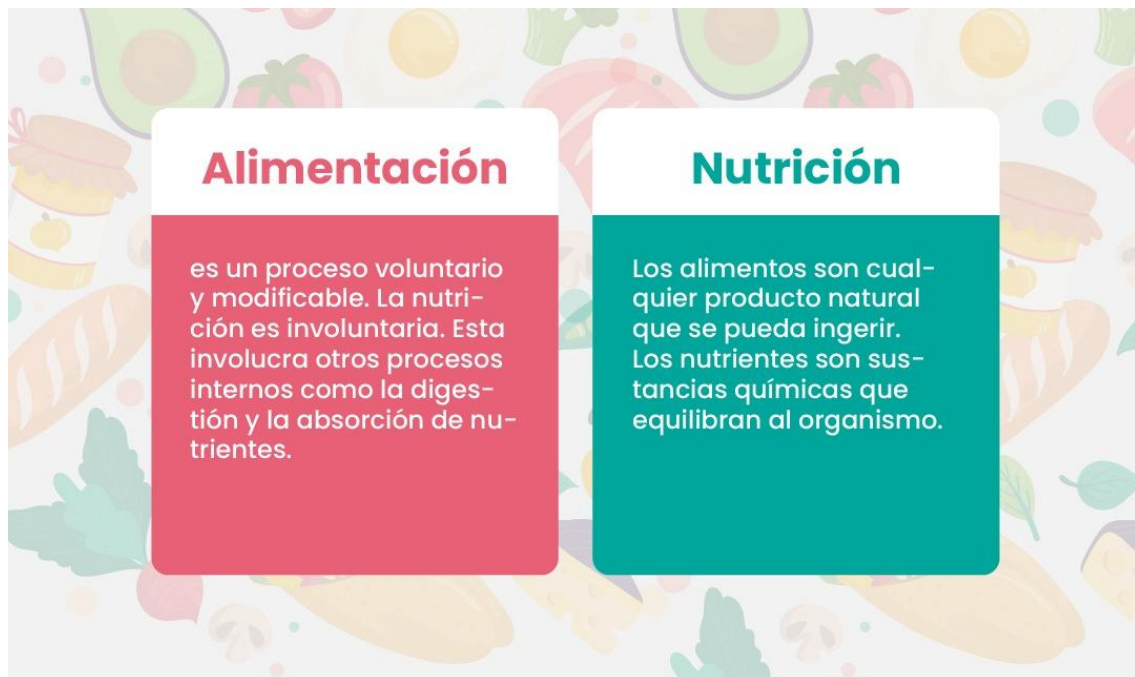 Alimentación
es un proceso voluntario
y modificable. La nutri-
ción es involuntaria. Esta
involucra otros procesos
internos como la diges-
tión y la absorción de nu-
trientes.
Nutrición
Los alimentos son cual-
quier producto natural
que se pueda ingerir.
Los nutrientes son sus-
tancias químicas que
equilibran al organismo.